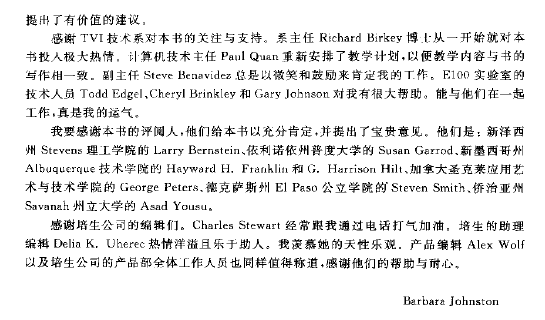 提出了有价值的建议。
感谢 TVI 技术系对本书的关注与支持。系主任 Richard Birkey 博士从一开始就对本
书投入极大热情。计算机技术主任 Paul Quan 重新安排了教学计划,以便教学内容与书的
写作相一致。副主任 Steve Benavidez 总是以微笑和鼓励来肯定我的工作。E100 实验室的
技术人员 Todd Edgel、Cheryl Brinkley 和 Gary Johnson 对我有很大帮助。能与他们在一起
工作,真是我的运气。
我要感谢本书的评阅人,他们给本书以充分肯定,并提出了宝贵意见。他们是:新泽西
州 Stevens 理工学院的 Larry Bernstein、依利诺依州普度大学的 Susan Garrod、新墨西哥州
Albuquerque 技术学院的 Hayward H. Franklin 和 G. Harrison Hilt、加拿大圣克莱应用艺
术与技术学院的 George Peters、德克萨斯州 El Paso 公立学院的 Steven Smith、侨治亚州
Savanah 州立大学的 Asad Yousu。
感谢培生公司的编辑们。Charles Stewart 经常跟我通过电话打气加油。培生的助理
编辑 Delia K. Uherec 热情洋溢且乐于助人。我羡慕她的天性乐观。产品编辑 Alex Wolf
以及培生公司的产品部全体工作人员也同样值得称道,感谢他们的帮助与耐心。
Barbara Johnston